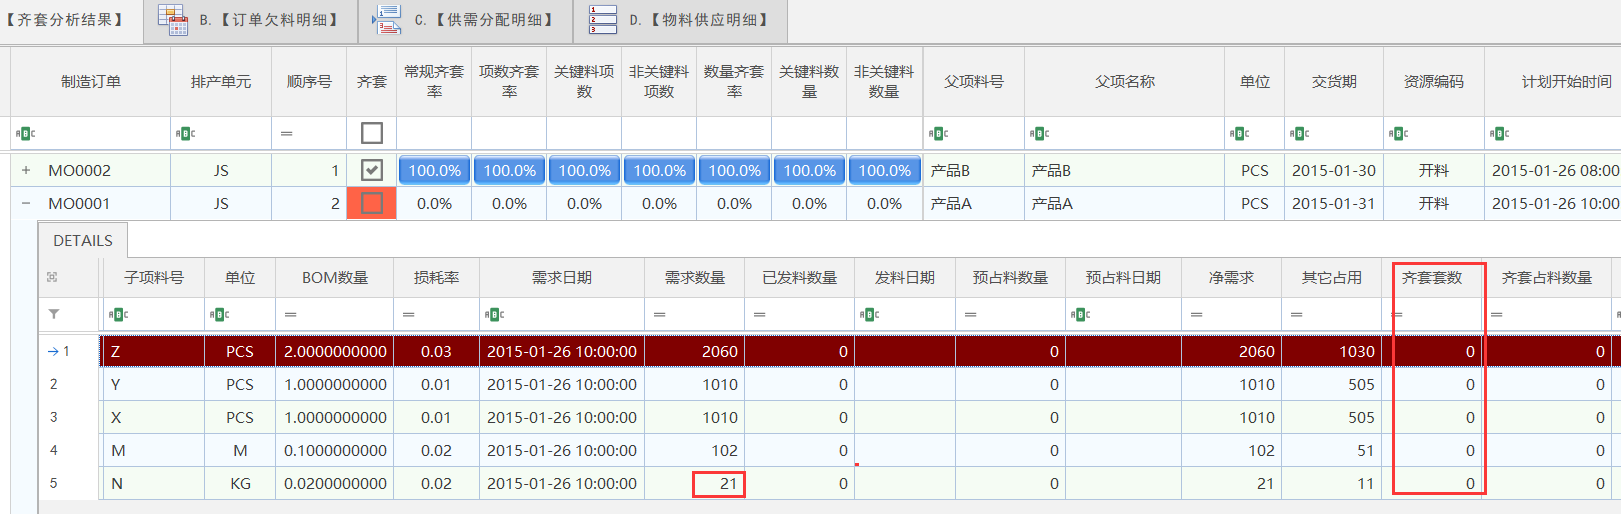 【齐套分析结果】 B.【订单欠料明细】 C.【供需分配明细】 D.【物料供应明细】
制造订单 排产单元 顺序号 齐套 常规齐套率 项数齐套率 关键料项数 非关键料项数 数量齐套率 关键料数量 非关键料数量 父项料号 父项名称 单位 交货期 资源编码 计划开始时间
ABC ABC = ABC ABC ABC ABC ABC ABC
+ MO0002 JS 1 100.0% 100.0% 100.0% 100.0% 100.0% 100.0% 100.0% 产品B 产品B PCS 2015-01-30 开料 2015-01-26 08:00
− MO0001 JS 2 0.0% 0.0% 0.0% 0.0% 0.0% 0.0% 0.0% 产品A 产品A PCS 2015-01-31 开料 2015-01-26 10:00
DETAILS
子项料号 单位 BOM数量 损耗率 需求日期 需求数量 已发料数量 发料日期 预占料数量 预占料日期 净需求 其它占用 齐套套数 齐套占料数量
ABC ABC = = ABC = = ABC = ABC = = = =
1 Z PCS 2.0000000000 0.03 2015-01-26 10:00:00 2060 0 0 2060 1030 0 0
2 Y PCS 1.0000000000 0.01 2015-01-26 10:00:00 1010 0 0 1010 505 0 0
3 X PCS 1.0000000000 0.01 2015-01-26 10:00:00 1010 0 0 1010 505 0 0
4 M M 0.1000000000 0.02 2015-01-26 10:00:00 102 0 0 102 51 0 0
5 N KG 0.0200000000 0.02 2015-01-26 10:00:00 21 0 0 21 11 0 0